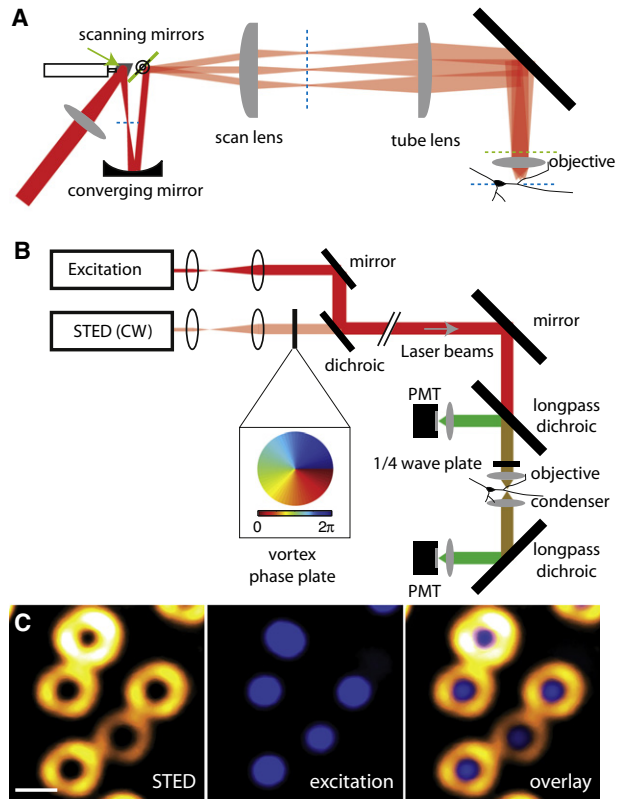 A
scanning mirrors
scan lens
tube lens
objective
converging mirror
B
Excitation
mirror
STED (CW)
dichroic
Laser beams
mirror
PMT
longpass
dichroic
1/4 wave plate
objective
condenser
0
2π
vortex
phase plate
PMT
longpass
dichroic
C
STED
excitation
overlay